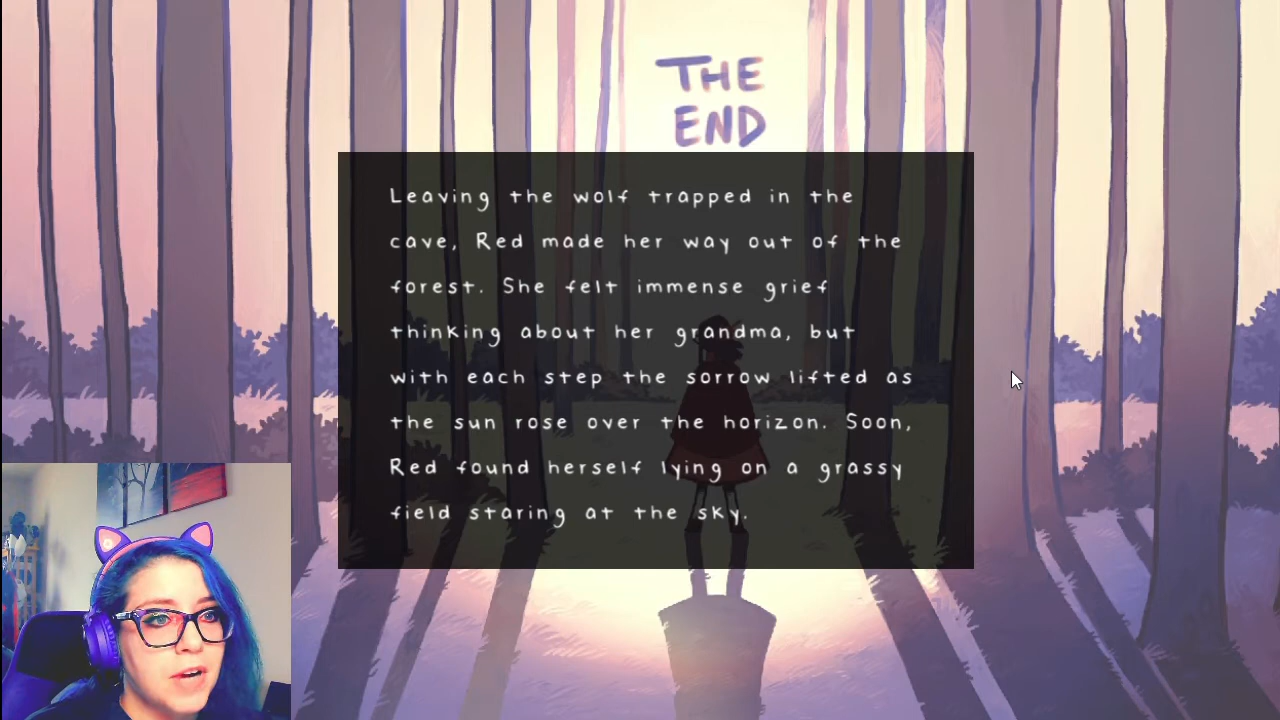 THE
END
Leaving the wolf trapped in the
cave, Red made her way out of the
forest. She felt immense grief
thinking about her grandma, but
with each step the sorrow lifted as
the sun rose over the horizon. Soon,
Red found herself lying on a grassy
field staring at the sky.